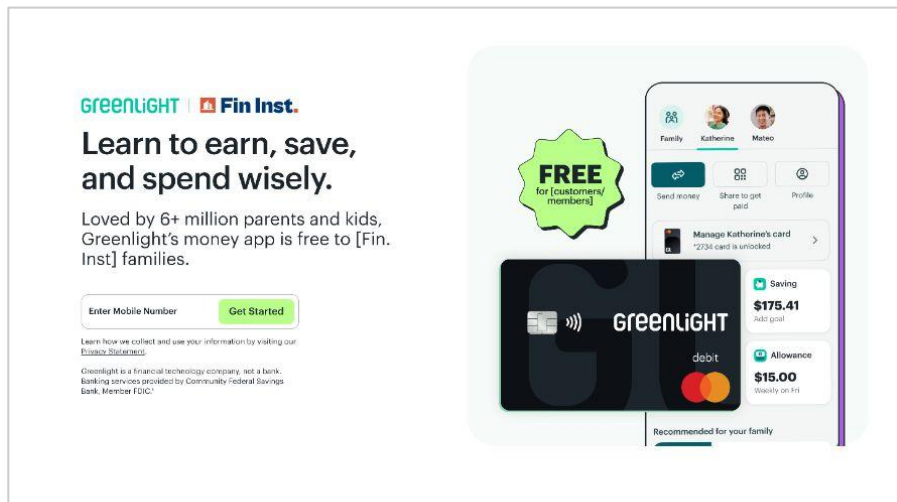 GreenLiGHT | Fin Inst.
Learn to earn, save,
and spend wisely.
Loved by 6+ million parents and kids,
Greenlight's money app is free to [Fin.
Inst] families.
Enter Mobile Number
Get Started
Learn how we collect and use your information by visiting our
Privacy Statement.
Greenlight is a financial technology company, not a bank.
Banking services provided by Community Federal Savings
Bank, Member FDIC.¹
FREE
for [customers/
members]
Family
Katherine
Mateo
Send money
Share to get
paid
Profile
Manage Katherine's card
*2734 card is unlocked
Saving
$175.41
Add goal
Allowance
$15.00
Weekly on Fri
GreenLiGHT
debit
Recommended for your family